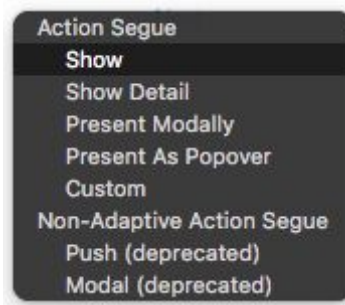 Action Segue
Show
Show Detail
Present Modally
Present As Popover
Custom
Non-Adaptive Action Segue
Push (deprecated)
Modal (deprecated)